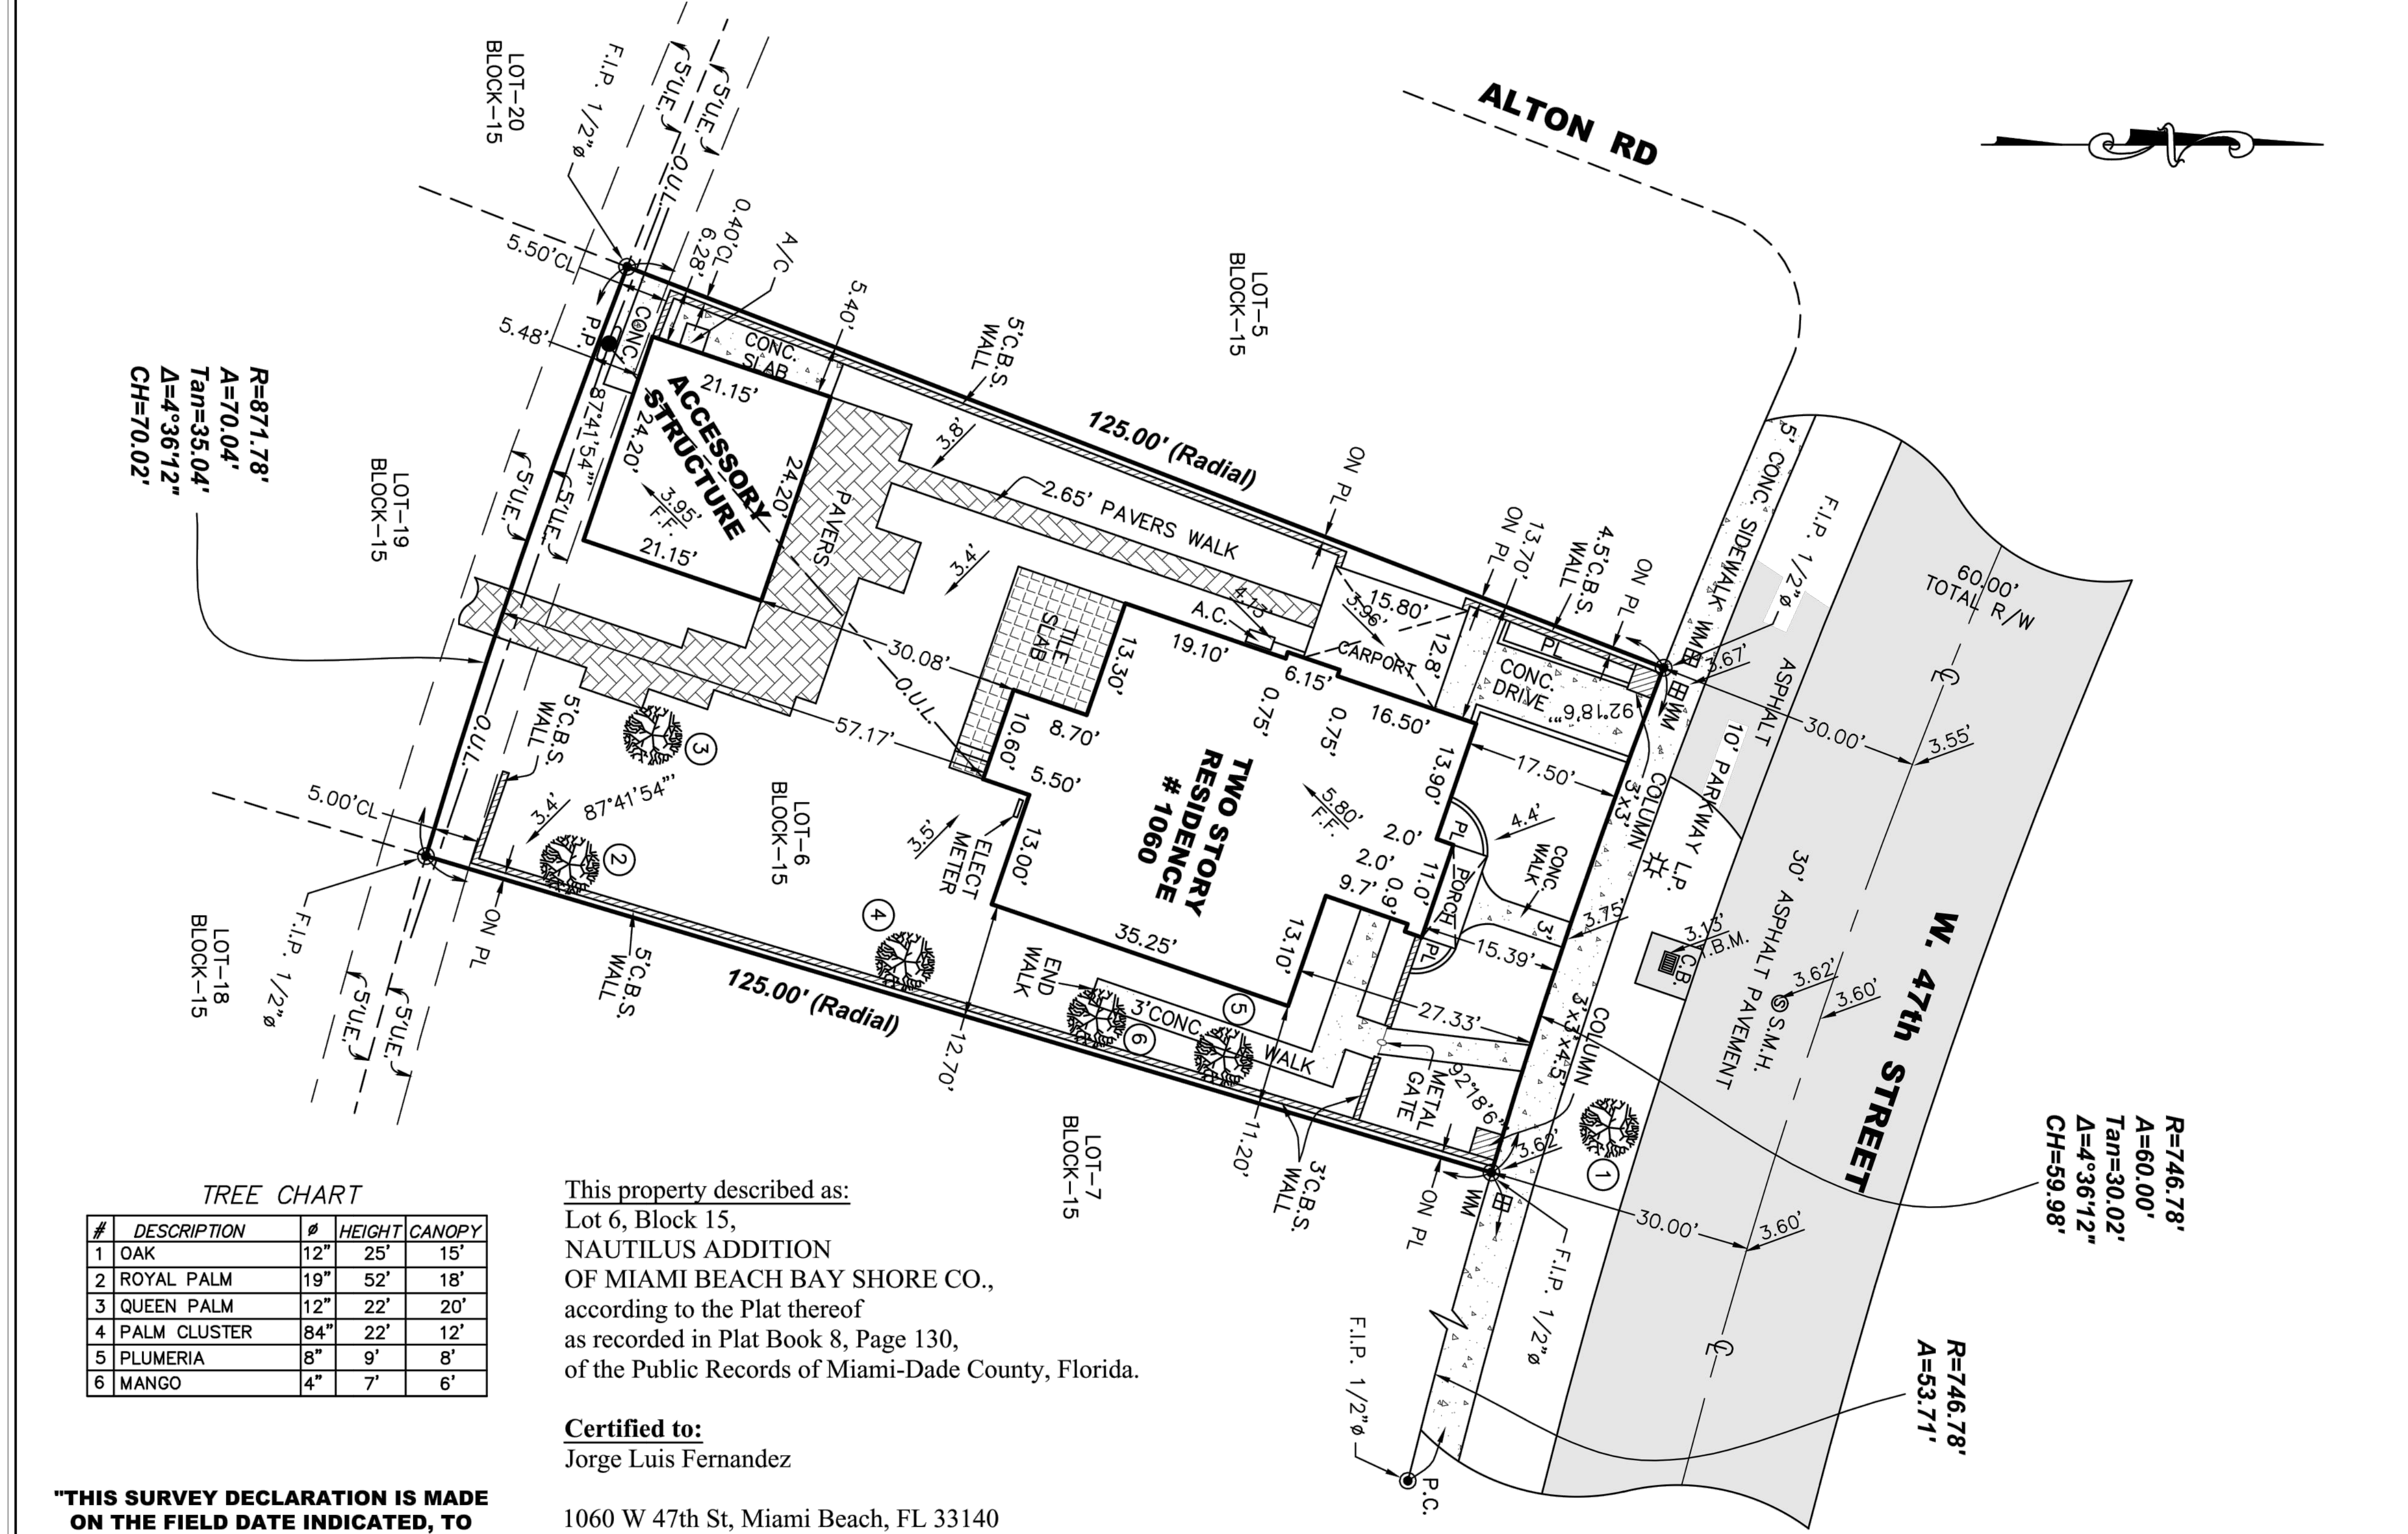 ALTON RD
LOT-20
BLOCK-15
F.I.P. 1/2"ø
5'U.E.
5'U.E.
O.U.L.
0.40'CL
6.28'
A/C
5.50'CL
5.48'
P.P.
CONC.
CONC.
SLAB
5.40'
5'C.B.S.
WALL
LOT-5
BLOCK-15
125.00' (Radial)
ON PL
ON PL
13.70'
4.5'C.B.S.
WALL
ON PL
5' CONC. SIDEWALK
WM
F.I.P. 1/2"ø
60.00'
TOTAL R/W
R=871.78'
A=70.04'
Tan=35.04'
Δ=4°36'12"
CH=70.02'
LOT-19
BLOCK-15
5'U.E.
5'U.E.
87°41'54"
21.15'
24.20'
ACCESSORY
STRUCTURE
24.20'
3.95'
F.F.
21.15'
PAVERS
3.8'
2.65' PAVERS WALK
3.4'
TILE
SLAB
A.C.
4.13'
15.80'
3.96'
12.8'
CARPORT
PL
CONC.
DRIVE
92°18'6"'
3.67'
WM
ASPHALT
10' PARKWAY
30.00'
3.55'
30.08'
O.U.L.
57.17'
13.30'
19.10'
6.15'
0.75'
0.75'
16.50'
8.70'
10.60'
5.50'
13.00'
ELECT
METER
3.5'
TWO STORY
RESIDENCE
# 1060
5.80'
F.F.
13.90'
17.50'
4.4'
PL
2.0'
2.0'
0.9'
11.0'
9.7'
PORCH
PL
CONC.
WALK
3'
COLUMN
3'x3'
L.P.
3.75'
3.13'
T.B.M.
C.B.
30' ASPHALT PAVEMENT
3.62'
S
S.M.H.
3.60'
W. 47th STREET
O.U.L.
5'C.B.S.
WALL
3
87°41'54"'
3.4'
2
LOT-6
BLOCK-15
4
5.00'CL
F.I.P. 1/2"ø
ON PL
5'C.B.S.
WALL
LOT-18
BLOCK-15
5'U.E.
5'U.E.
125.00' (Radial)
12.70'
35.25'
END
WALK
3'CONC.
WALK
5
6
13.10'
15.39'
27.33'
COLUMN
3'x3'x4.5'
METAL
GATE
92°18'6"
3.62'
1
11.20'
3'C.B.S.
WALL
LOT-7
BLOCK-15
ON PL
WM
F.I.P. 1/2"ø
30.00'
3.60'
R=746.78'
A=60.00'
Tan=30.02'
Δ=4°36'12"
CH=59.98'
R=746.78'
A=53.71'
F.I.P. 1/2"ø
P.C.
TREE CHART
# DESCRIPTION ø HEIGHT CANOPY
1 OAK 12" 25' 15'
2 ROYAL PALM 19" 52' 18'
3 QUEEN PALM 12" 22' 20'
4 PALM CLUSTER 84" 22' 12'
5 PLUMERIA 8" 9' 8'
6 MANGO 4" 7' 6'
This property described as:
Lot 6, Block 15,
NAUTILUS ADDITION
OF MIAMI BEACH BAY SHORE CO.,
according to the Plat thereof
as recorded in Plat Book 8, Page 130,
of the Public Records of Miami-Dade County, Florida.
Certified to:
Jorge Luis Fernandez
1060 W 47th St, Miami Beach, FL 33140
"THIS SURVEY DECLARATION IS MADE
ON THE FIELD DATE INDICATED, TO